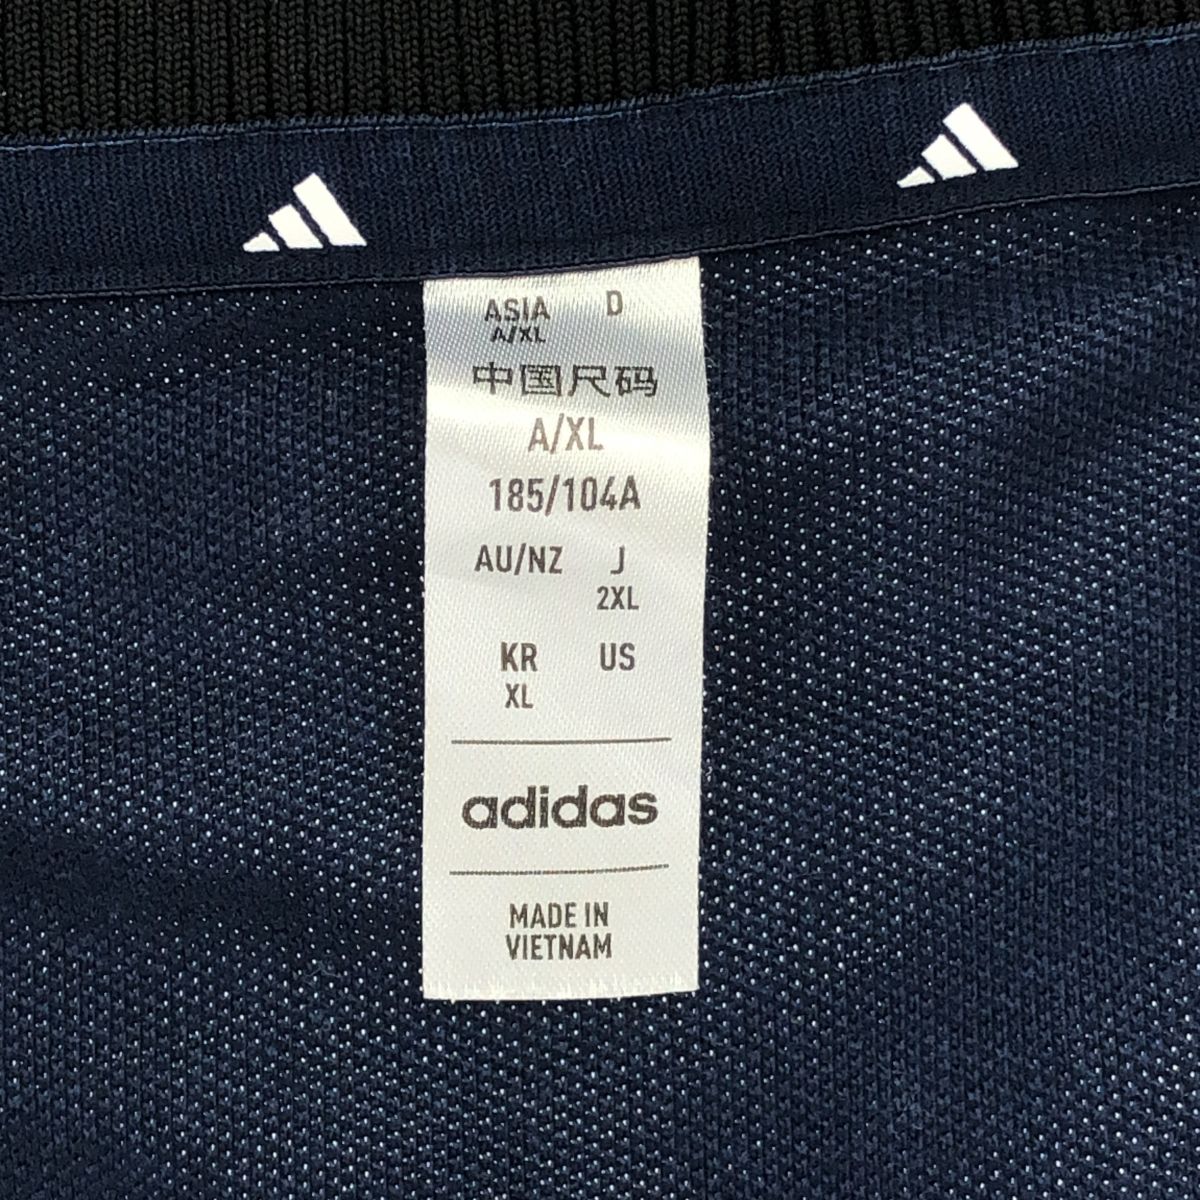 ASIA D
A/XL
中国尺码
A/XL
185/104A
AU/NZ J
2XL
KR US
XL
adidas
MADE IN
VIETNAM